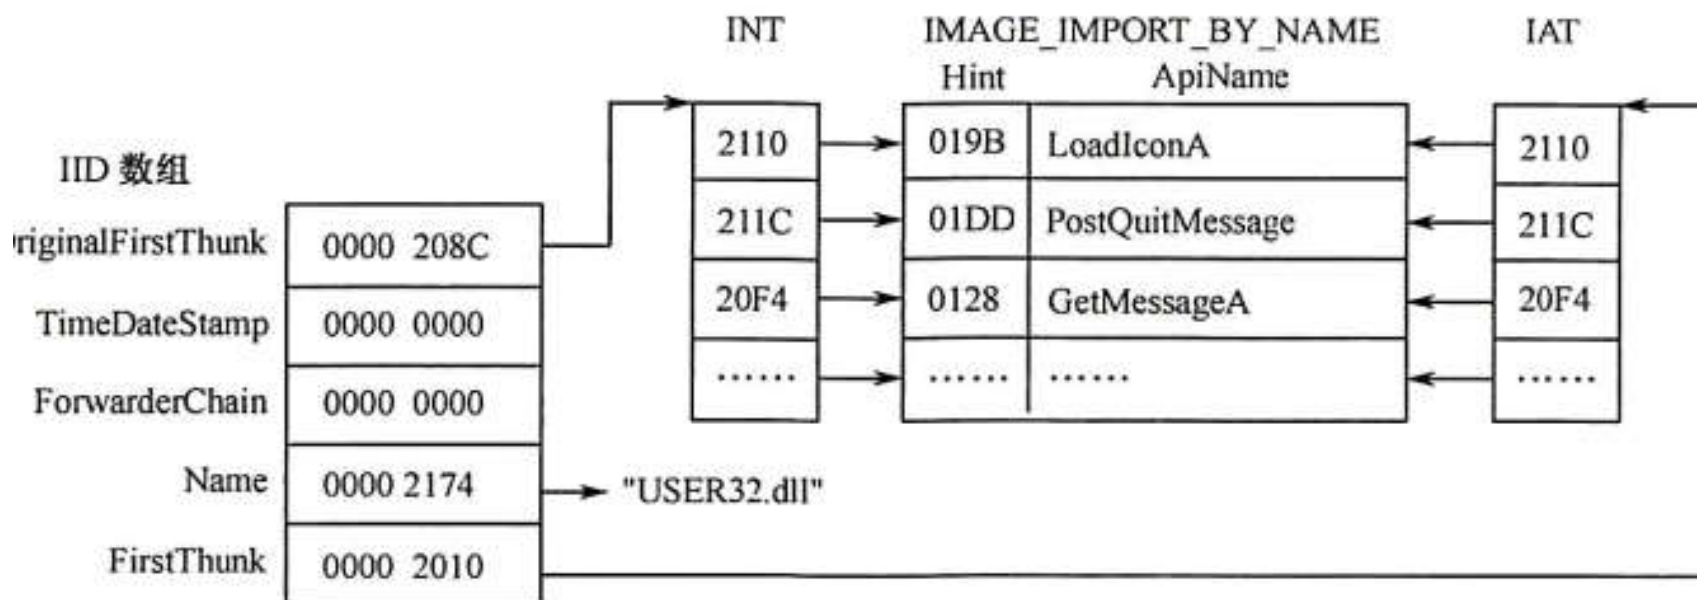 INT IMAGE_IMPORT_BY_NAME IAT
Hint ApiName
2110 019B LoadIconA 2110
IID 数组
211C 01DD PostQuitMessage 211C
riginalFirstThunk 0000 208C
20F4 0128 GetMessageA 20F4
TimeDateStamp 0000 0000
...... ...... ...... ......
ForwarderChain 0000 0000
Name 0000 2174 "USER32.dll"
FirstThunk 0000 2010